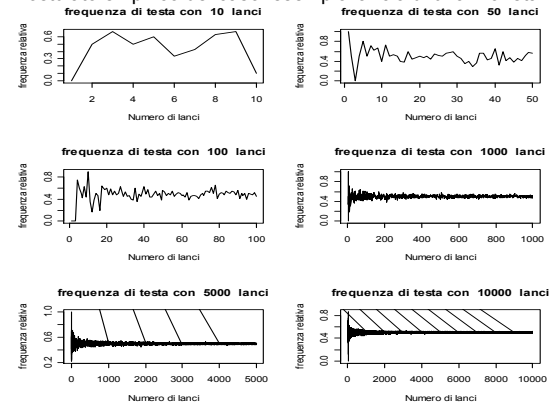 frequenza di testa con 10 lanci
frequenza relativa
0.0 0.2 0.4 0.6
2 4 6 8 10
Numero di lanci
frequenza di testa con 50 lanci
frequenza relativa
0.0 0.4 0.8
0 10 20 30 40 50
Numero di lanci
frequenza di testa con 100 lanci
frequenza relativa
0.0 0.4 0.8
0 20 40 60 80 100
Numero di lanci
frequenza di testa con 1000 lanci
frequenza relativa
0.0 0.4 0.8
0 200 400 600 800 1000
Numero di lanci
frequenza di testa con 5000 lanci
frequenza relativa
0.2 0.6 1.0
0 1000 2000 3000 4000 5000
Numero di lanci
frequenza di testa con 10000 lanci
frequenza relativa
0.0 0.4 0.8
0 2000 4000 6000 8000 10000
Numero di lanci